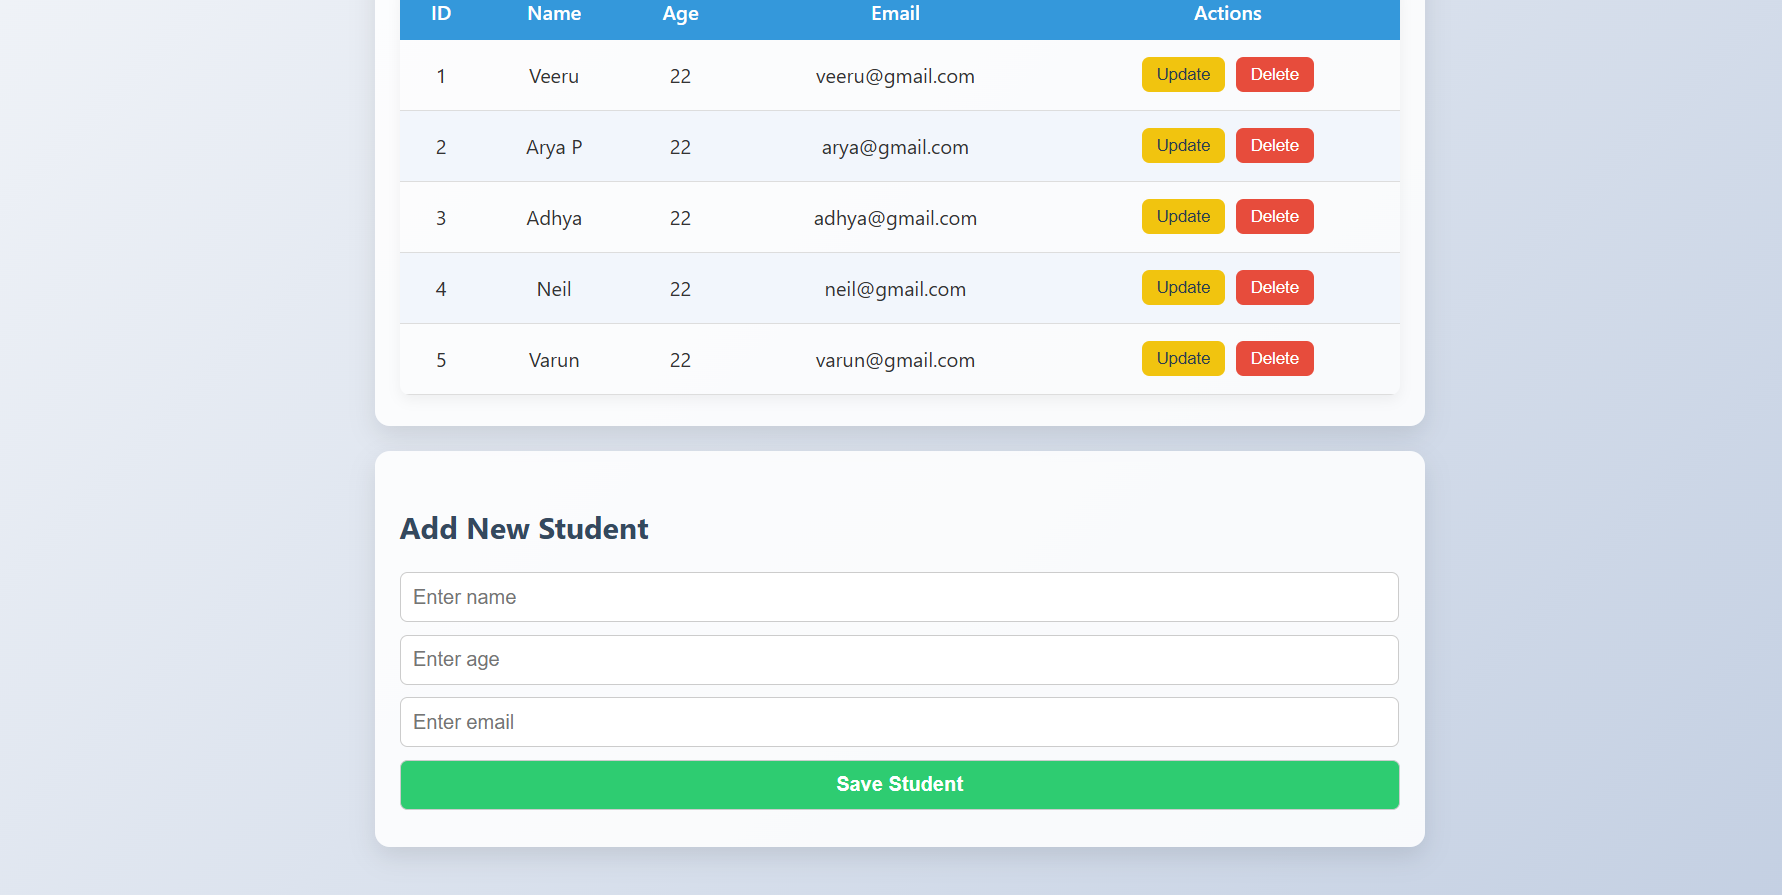 ID Name Age Email Actions
1 Veeru 22 veeru@gmail.com Update Delete
2 Arya P 22 arya@gmail.com Update Delete
3 Adhya 22 adhya@gmail.com Update Delete
4 Neil 22 neil@gmail.com Update Delete
5 Varun 22 varun@gmail.com Update Delete
Add New Student
Enter name
Enter age
Enter email
Save Student